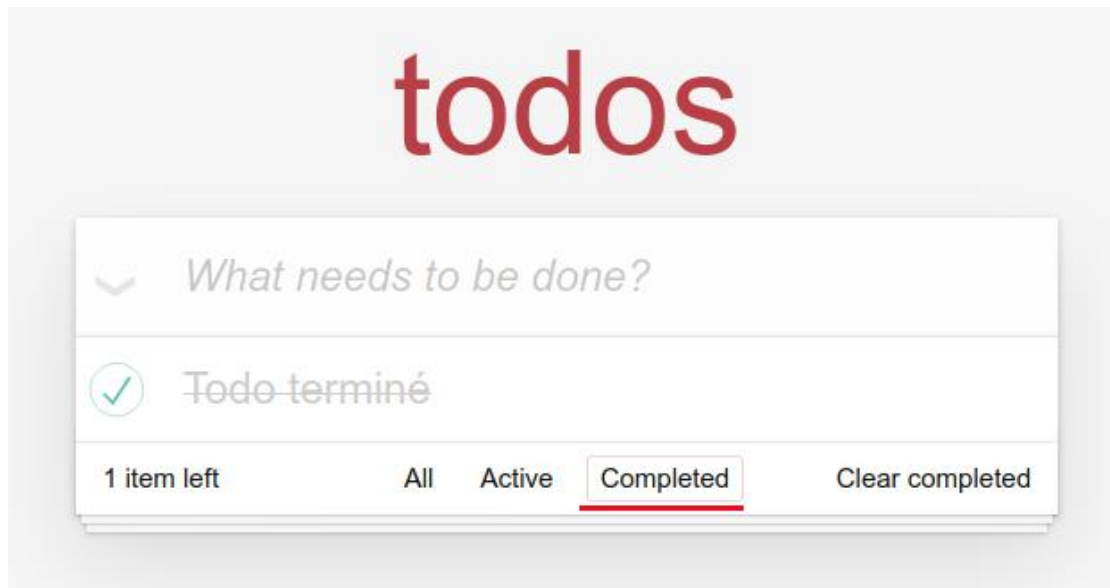 todos
What needs to be done?
Todo terminé
1 item left All Active Completed Clear completed